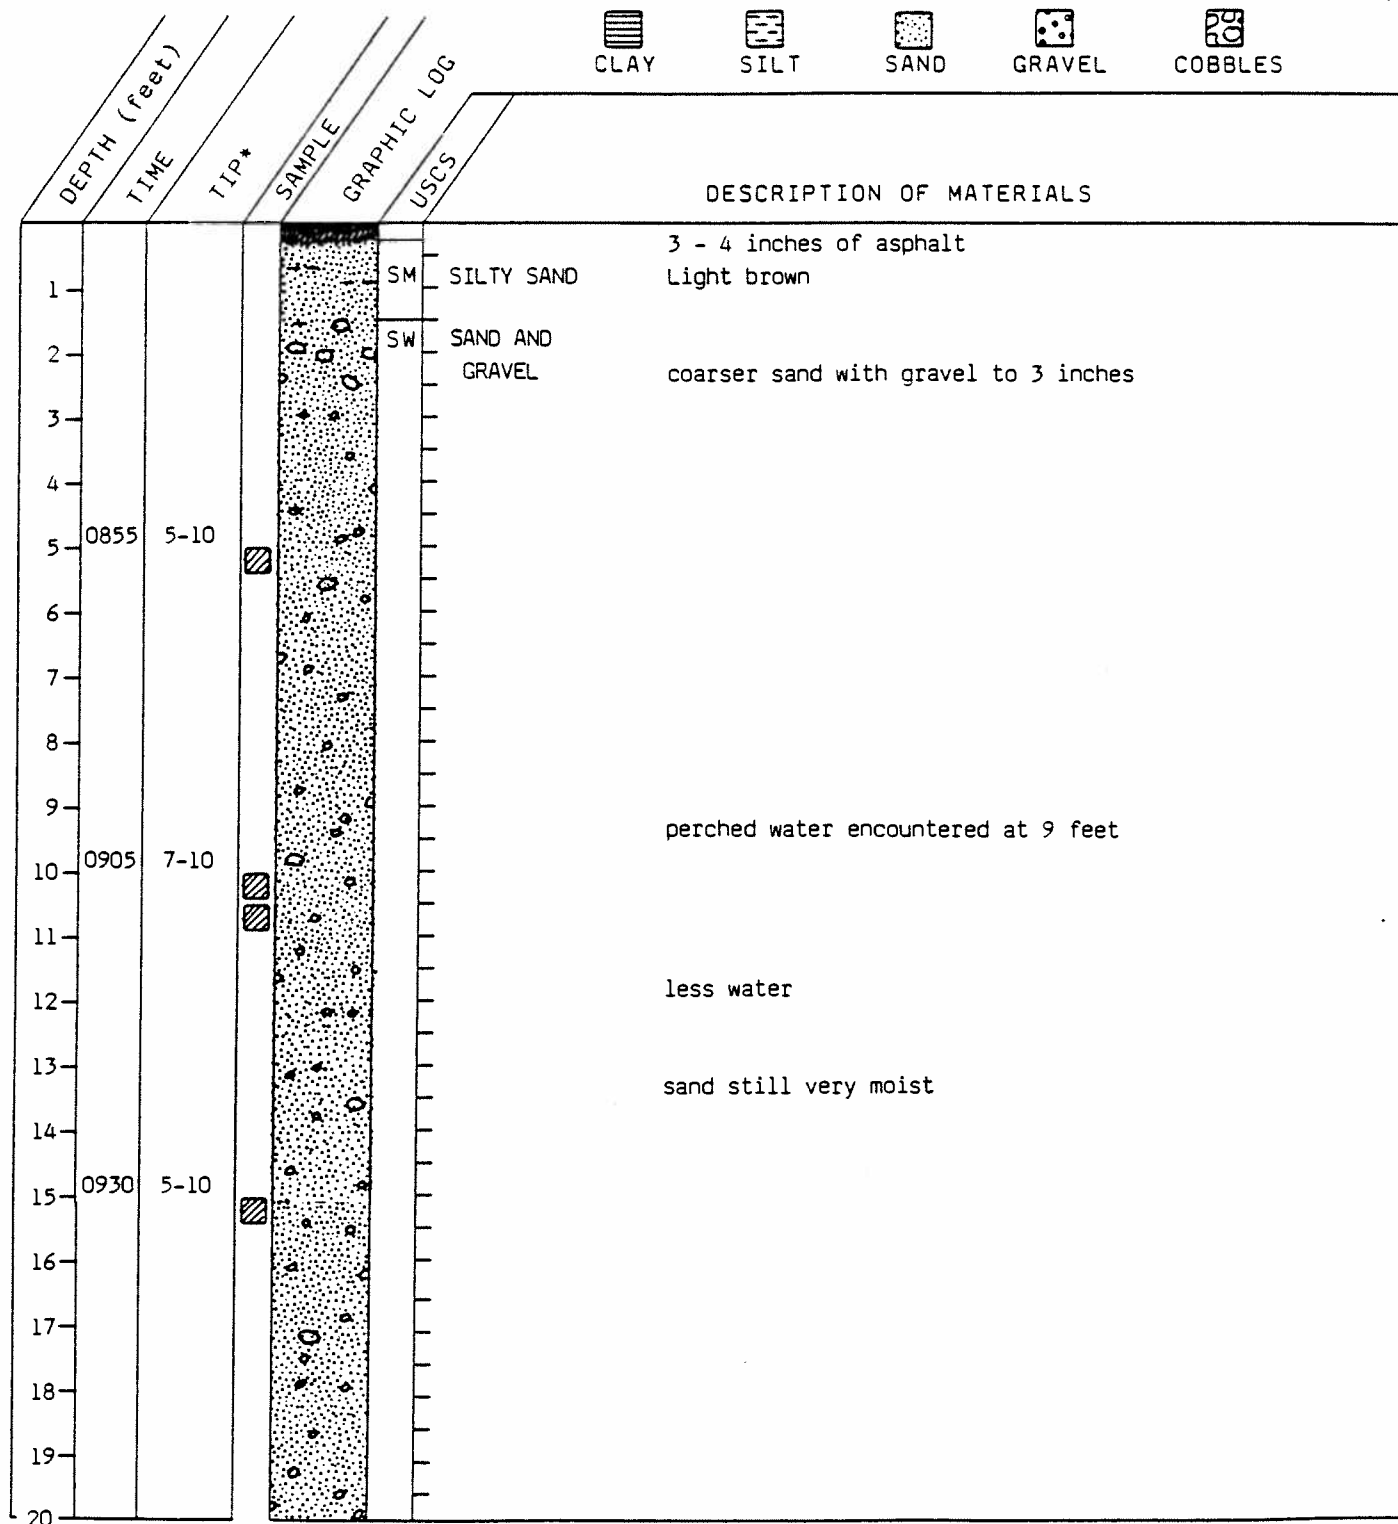 CLAY SILT SAND GRAVEL COBBLES
DEPTH (feet)
TIME
TIP*
SAMPLE
GRAPHIC LOG
USCS
DESCRIPTION OF MATERIALS
3 - 4 inches of asphalt
SM SILTY SAND Light brown
1
SW SAND AND
2
GRAVEL coarser sand with gravel to 3 inches
3
4
0855 5-10
5
6
7
8
9
perched water encountered at 9 feet
0905 7-10
10
11
less water
12
13
sand still very moist
14
0930 5-10
15
16
17
18
19
20